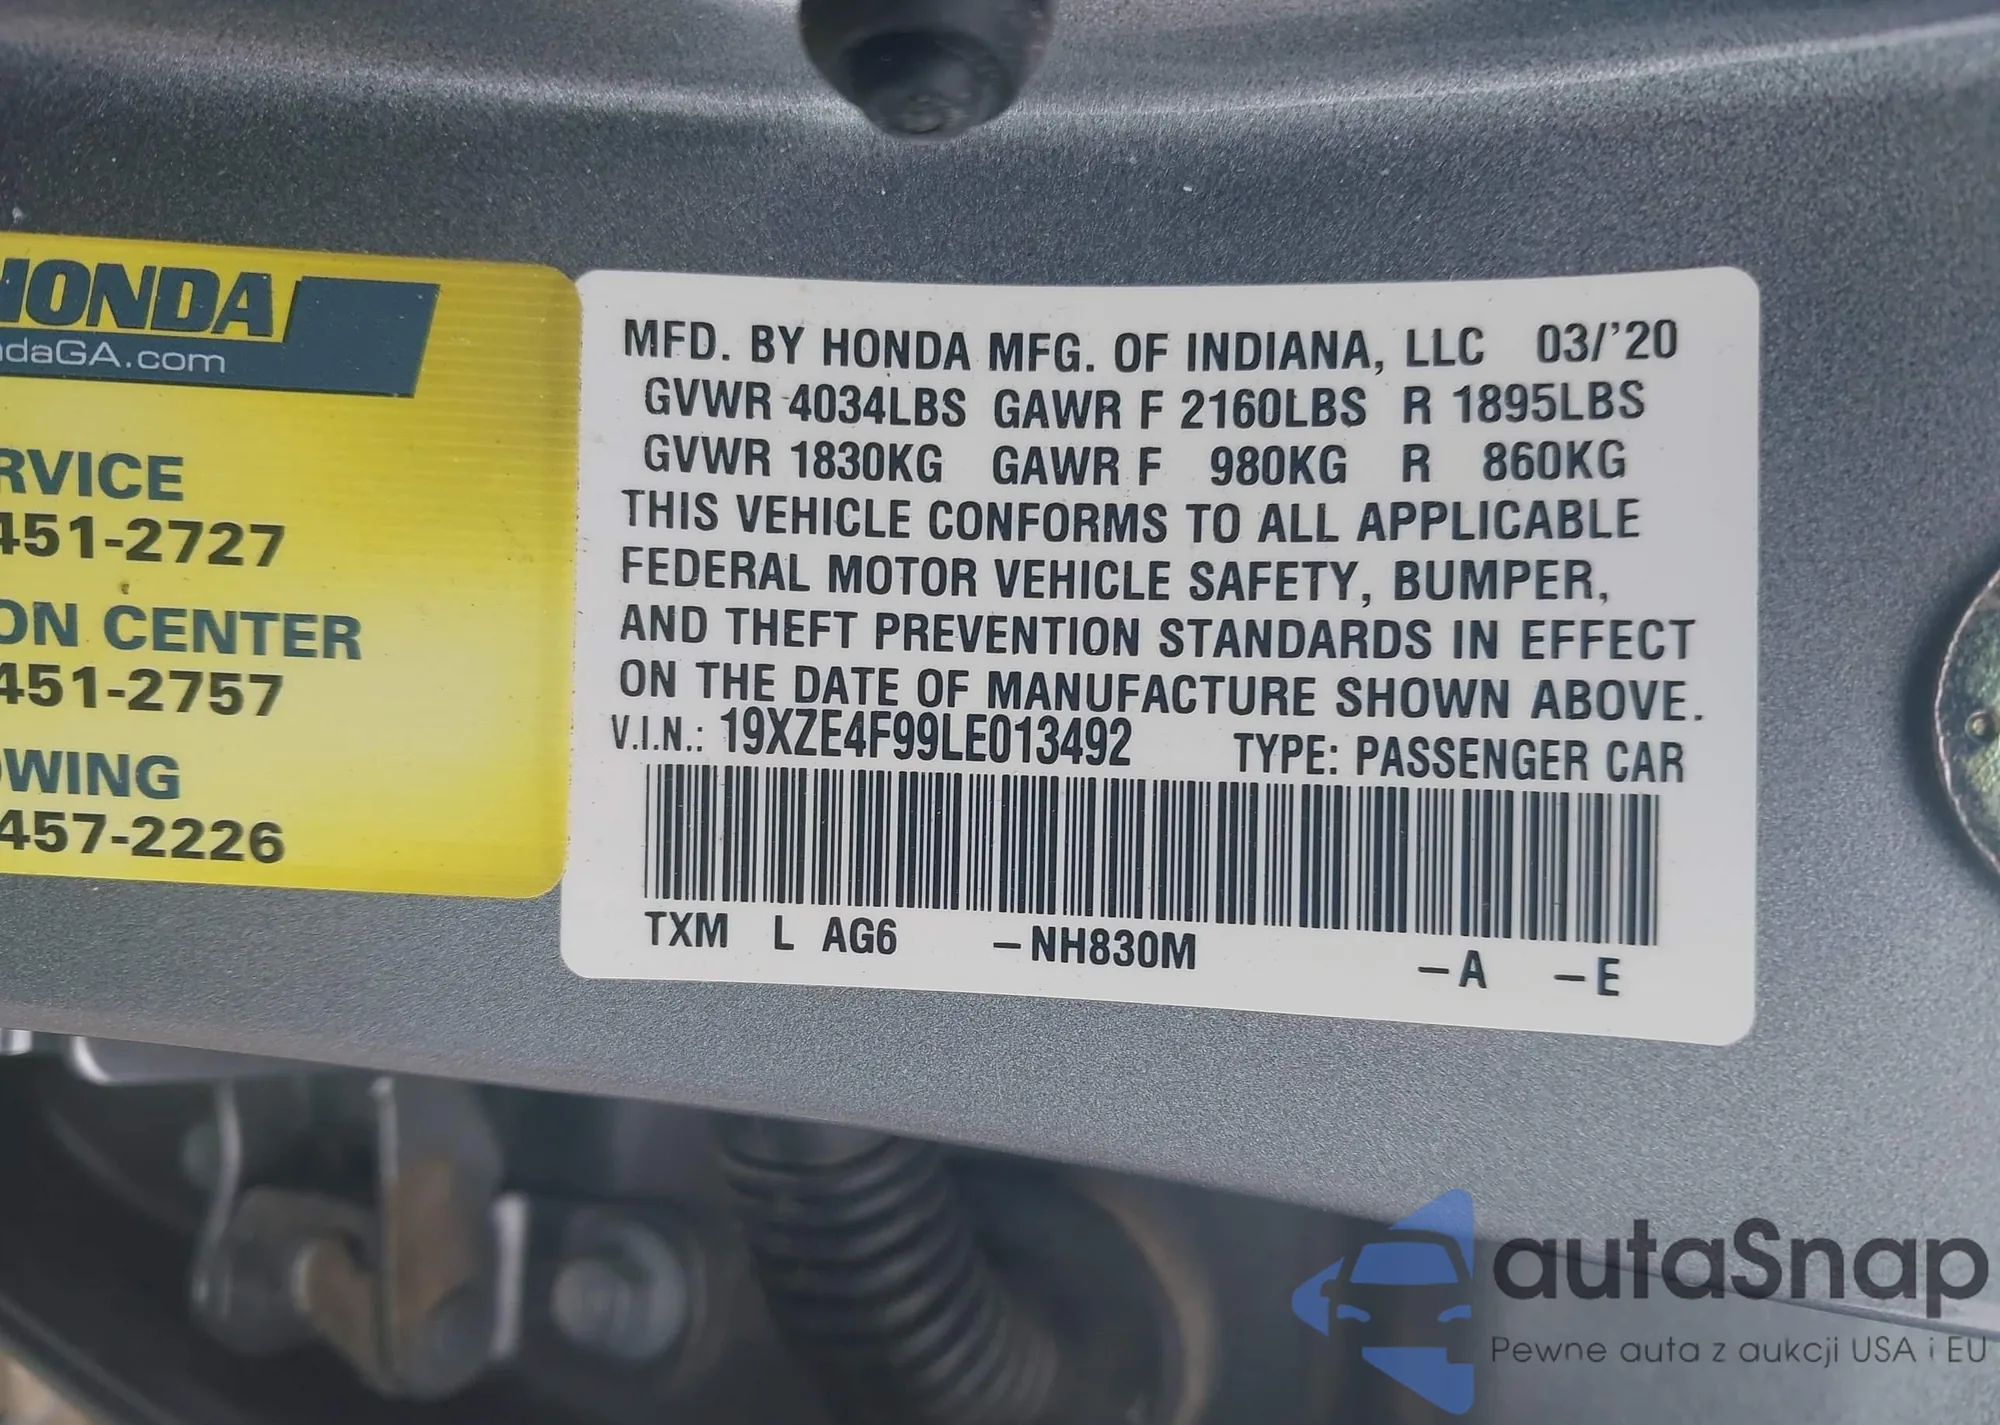 HONDA
daGA.com
RVICE
451-2727
ON CENTER
451-2757
WING
457-2226
MFD. BY HONDA MFG. OF INDIANA, LLC 03/'20
GVWR 4034LBS GAWR F 2160LBS R 1895LBS
GVWR 1830KG GAWR F 980KG R 860KG
THIS VEHICLE CONFORMS TO ALL APPLICABLE
FEDERAL MOTOR VEHICLE SAFETY, BUMPER,
AND THEFT PREVENTION STANDARDS IN EFFECT
ON THE DATE OF MANUFACTURE SHOWN ABOVE.
V.I.N.: 19XZE4F99LE013492 TYPE: PASSENGER CAR
TXM L AG6 -NH830M -A -E
autaSnap
Pewne auta z aukcji USA i EU